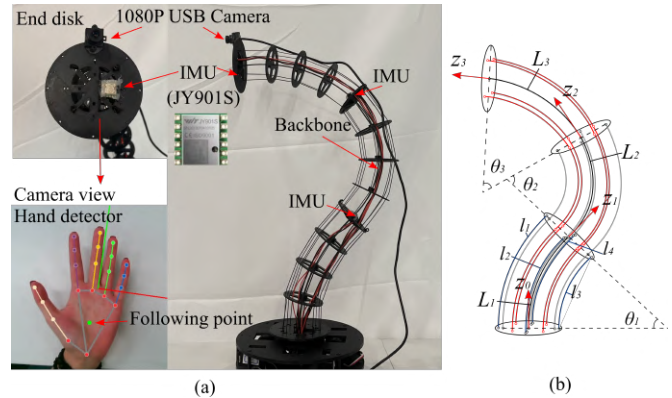 End disk
1080P USB Camera
IMU
(JY901S)
IMU
Backbone
IMU
Camera view
Hand detector
Following point
(a)
z₃
L₃
z₂
L₂
θ₃
θ₂
z₁
l₁
l₂
l₄
z₀
l₃
L₁
θ₁
(b)